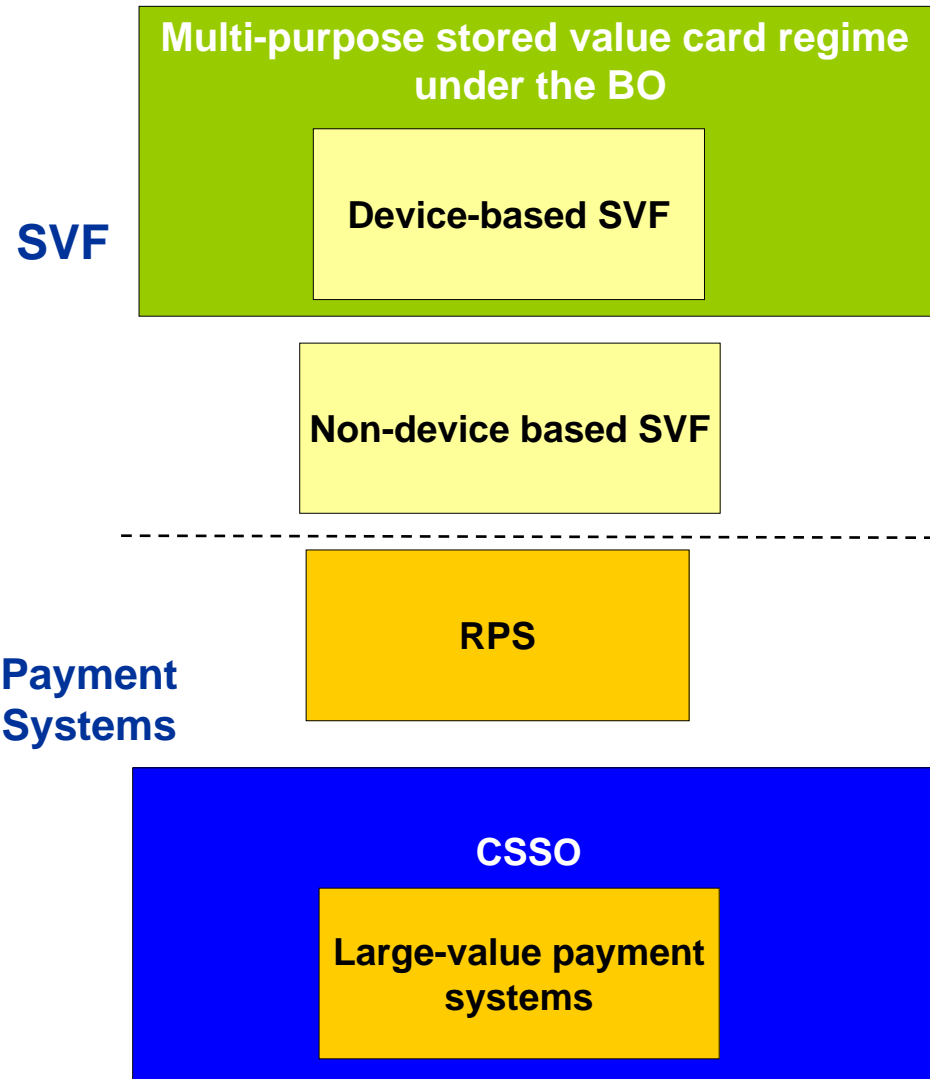 Multi-purpose stored value card regime
under the BO
Device-based SVF
SVF
Non-device based SVF
RPS
Payment
Systems
CSSO
Large-value payment
systems